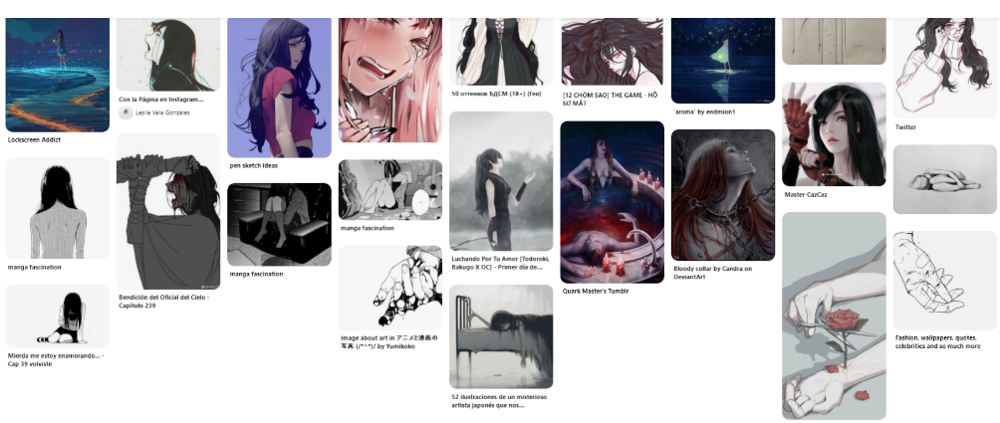 Lockscreen Addict
manga fascination
Mierda me estoy enamorando... -
Cap 39 volviste
Con la Página en Instagram...
Leslie Vela Gonzales
Bendición del Oficial del Cielo -
Capítulo 239
pen sketch ideas
manga fascination
manga fascination
Image about art in アニメと漫画の
写真 (/*^*)/ by Yumikoko
50 оттенков БДСМ (18+) (Геи)
Luchando Por Tu Amor [Todoroki,
Bakugo X OC] - Primer día de...
52 ilustraciones de un misterioso
artista japonés que nos...
[12 CHÒM SAO] THE GAME - HỒ
SƠ MẬT
Quark Master's Tumblr
'aroma' by endmion1
Bloody collar by Candra on
DeviantArt
Master-CazCaz
Twitter
Fashion, wallpapers, quotes,
celebrities and so much more